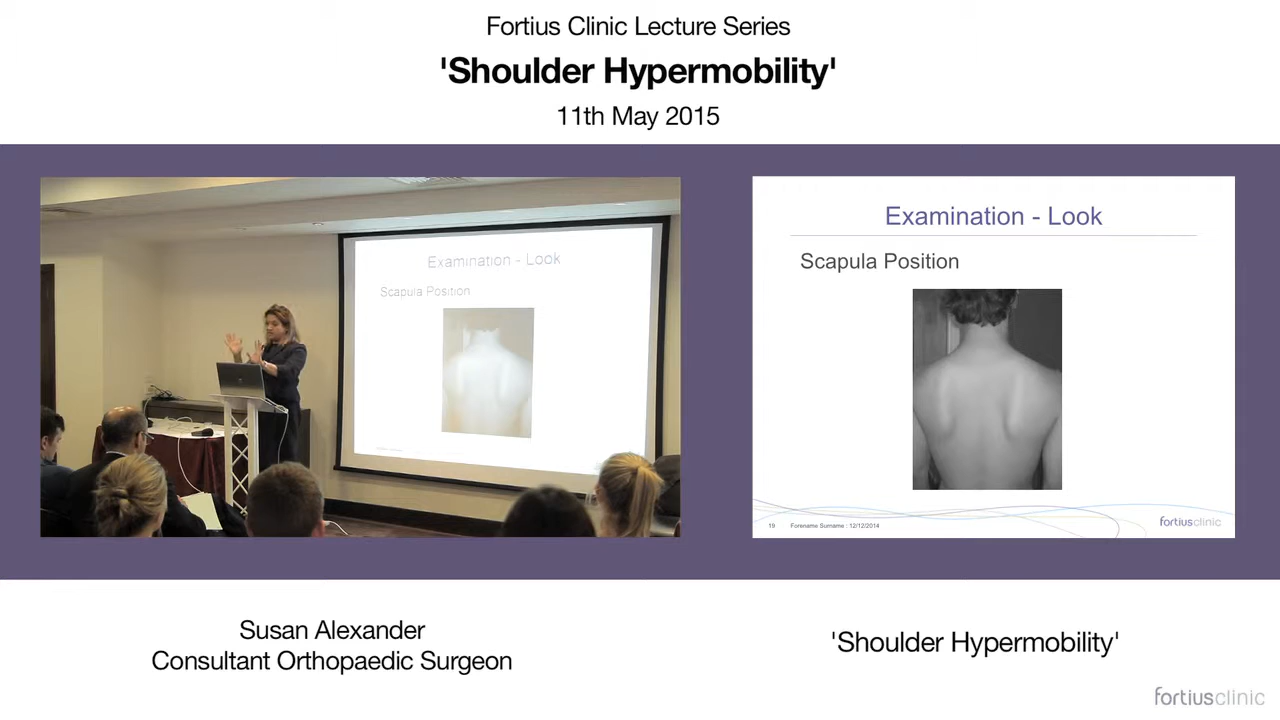 Fortius Clinic Lecture Series
'Shoulder Hypermobility'
11th May 2015
Examination - Look
Scapula Position
Examination - Look
Scapula Position
19 Forename Surname : 12/12/2014
fortiusclinic
Susan Alexander
Consultant Orthopaedic Surgeon
'Shoulder Hypermobility'
fortiusclinic